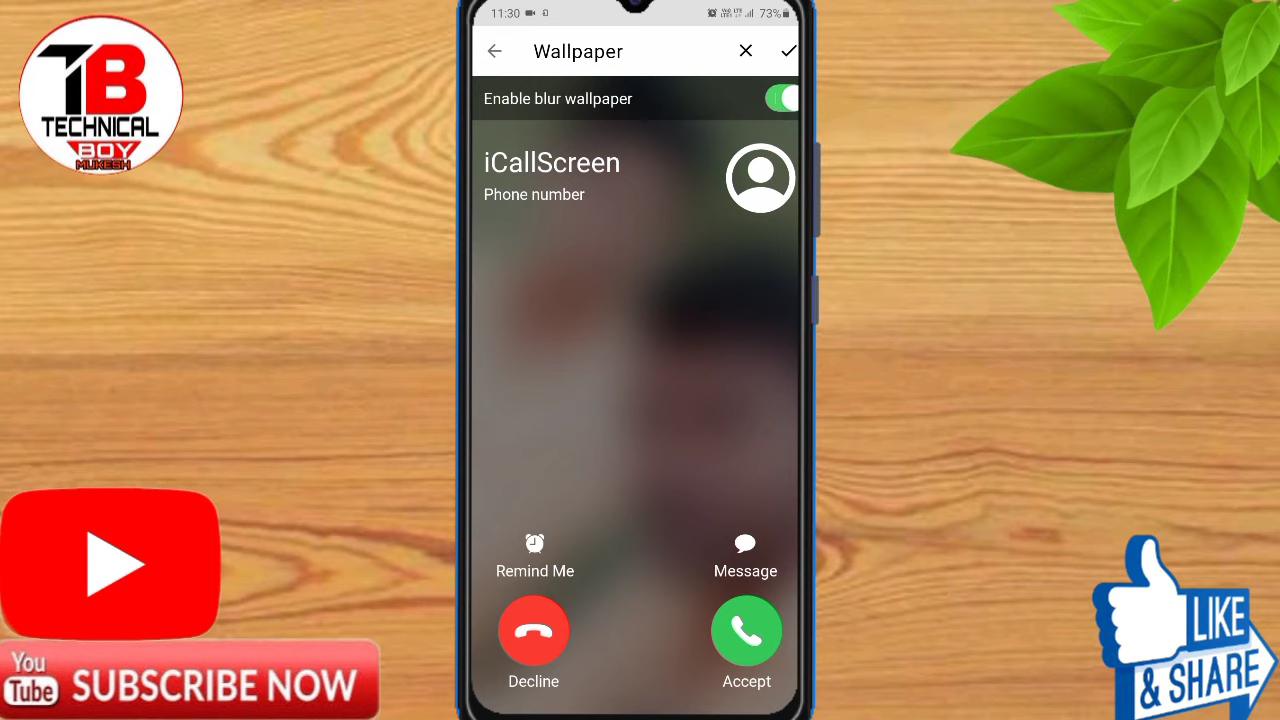 TB
TECHNICAL
BOY
MUKESH
11:30
73%
Wallpaper
Enable blur wallpaper
iCallScreen
Phone number
Remind Me
Message
Decline
Accept
You
Tube
SUBSCRIBE NOW
LIKE
& SHARE